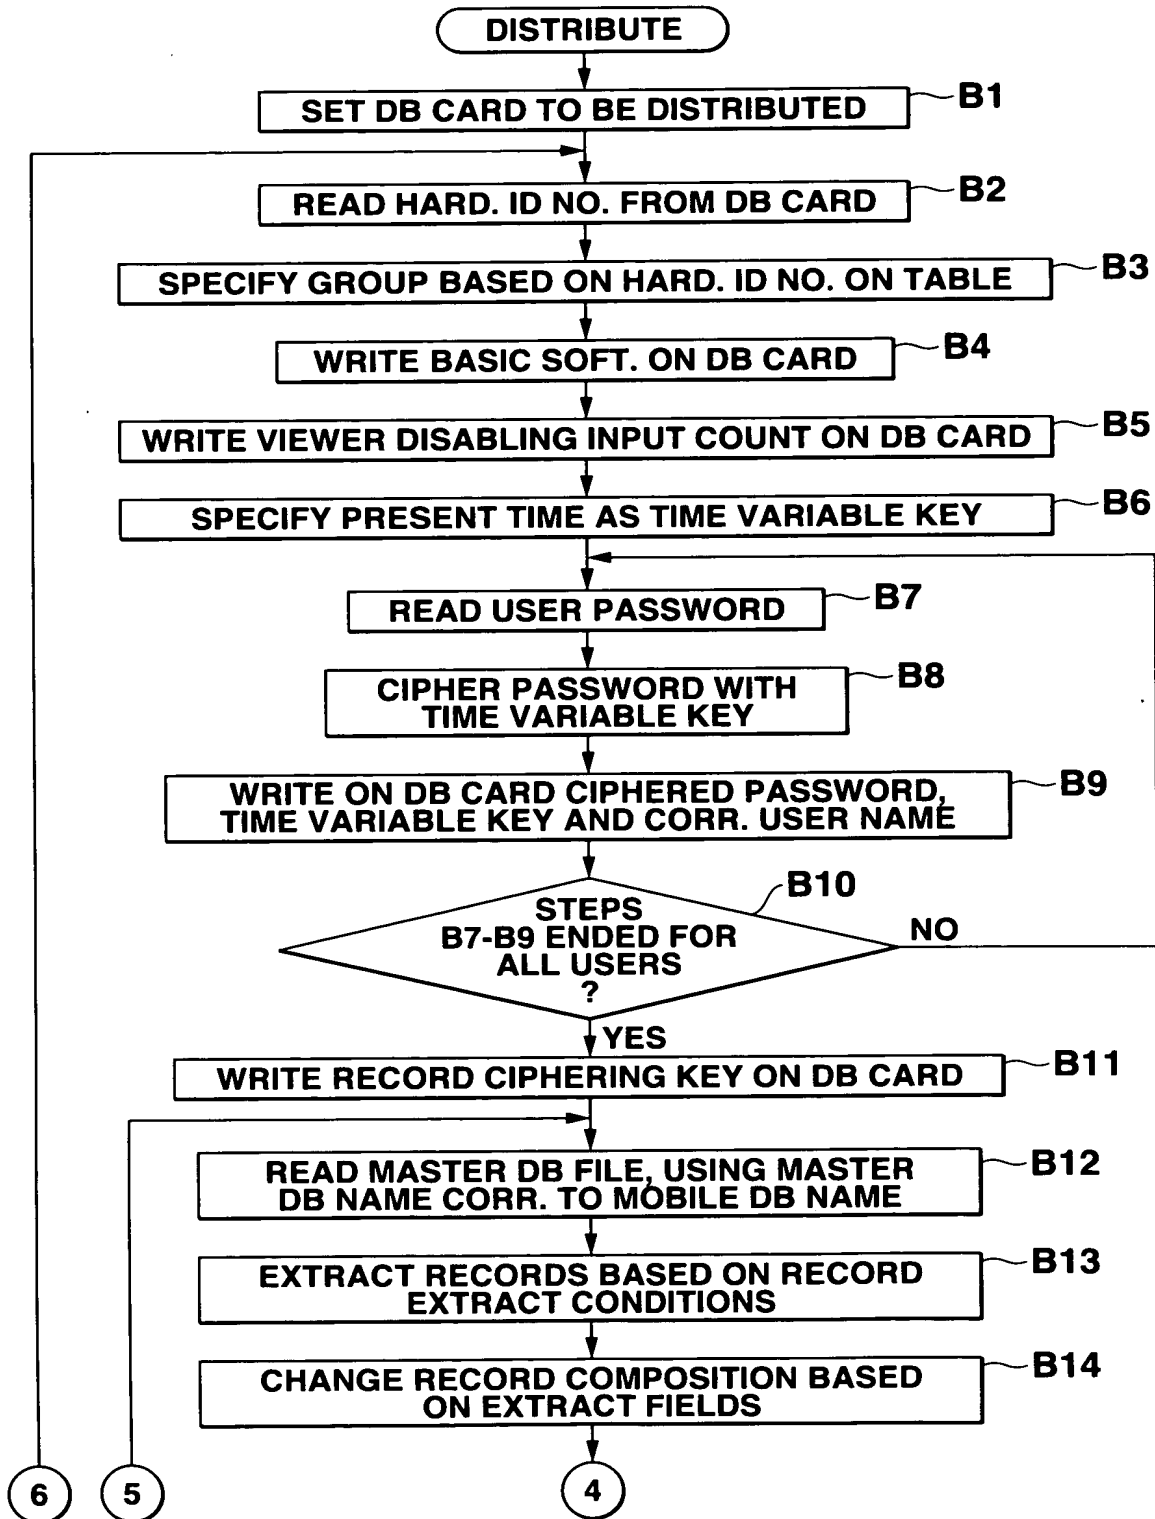 DISTRIBUTE
SET DB CARD TO BE DISTRIBUTED
B1
READ HARD. ID NO. FROM DB CARD
B2
SPECIFY GROUP BASED ON HARD. ID NO. ON TABLE
B3
WRITE BASIC SOFT. ON DB CARD
B4
WRITE VIEWER DISABLING INPUT COUNT ON DB CARD
B5
SPECIFY PRESENT TIME AS TIME VARIABLE KEY
B6
READ USER PASSWORD
B7
CIPHER PASSWORD WITH
TIME VARIABLE KEY
B8
WRITE ON DB CARD CIPHERED PASSWORD,
TIME VARIABLE KEY AND CORR. USER NAME
B9
STEPS
B7-B9 ENDED FOR
ALL USERS
?
B10
NO
YES
WRITE RECORD CIPHERING KEY ON DB CARD
B11
READ MASTER DB FILE, USING MASTER
DB NAME CORR. TO MOBILE DB NAME
B12
EXTRACT RECORDS BASED ON RECORD
EXTRACT CONDITIONS
B13
CHANGE RECORD COMPOSITION BASED
ON EXTRACT FIELDS
B14
6
5
4